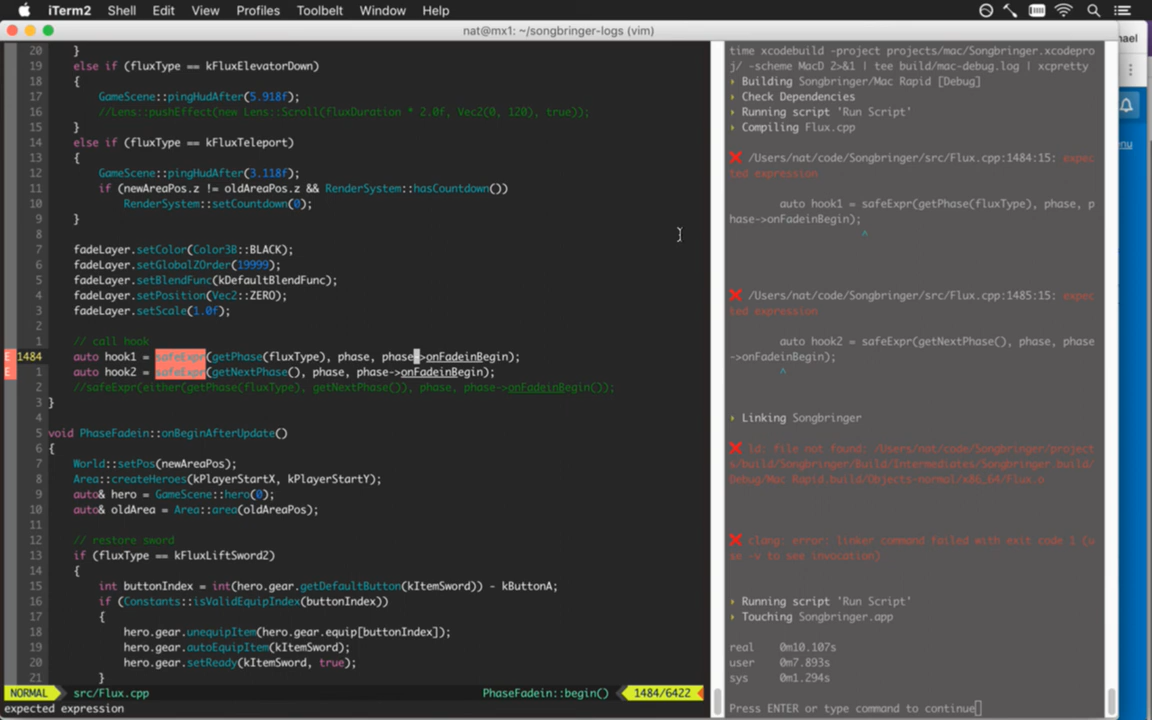 iTerm2 Shell Edit View Profiles Toolbelt Window Help
nat@mx1: ~/songbringer-logs (vim)
20 }
19 else if (fluxType == kFluxElevatorDown)
18 {
17 GameScene::pingHudAfter(5.918f);
16 //Lens::pushEffect(new Lens::Scroll(fluxDuration * 2.0f, Vec2(0, 120), true));
15 }
14 else if (fluxType == kFluxTeleport)
13 {
12 GameScene::pingHudAfter(3.118f);
11 if (newAreaPos.z != oldAreaPos.z && RenderSystem::hasCountdown())
10 RenderSystem::setCountdown(0);
9 }
8
7 fadeLayer.setColor(Color3B::BLACK);
6 fadeLayer.setGlobalZOrder(19999);
5 fadeLayer.setBlendFunc(kDefaultBlendFunc);
4 fadeLayer.setPosition(Vec2::ZERO);
3 fadeLayer.setScale(1.0f);
2
1 // call hook
E 1484 auto hook1 = safeExpr(getPhase(fluxType), phase, phase->onFadeinBegin);
E 1 auto hook2 = safeExpr(getNextPhase(), phase, phase->onFadeinBegin);
2 //safeExpr(either(getPhase(fluxType), getNextPhase()), phase, phase->onFadeinBegin());
3 }
4
5 void PhaseFadein::onBeginAfterUpdate()
6 {
7 World::setPos(newAreaPos);
8 Area::createHeroes(kPlayerStartX, kPlayerStartY);
9 auto& hero = GameScene::hero(0);
10 auto& oldArea = Area::area(oldAreaPos);
11
12 // restore sword
13 if (fluxType == kFluxLiftSword2)
14 {
15 int buttonIndex = int(hero.gear.getDefaultButton(kItemSword)) - kButtonA;
16 if (Constants::isValidEquipIndex(buttonIndex))
17 {
18 hero.gear.unequipItem(hero.gear.equip[buttonIndex]);
19 hero.gear.autoEquipItem(kItemSword);
20 hero.gear.setReady(kItemSword, true);
21 }
NORMAL src/Flux.cpp PhaseFadein::begin() 1484/6422
expected expression
time xcodebuild -project projects/mac/Songbringer.xcodepro
j/ -scheme MacD 2>&1 | tee build/mac-debug.log | xcpretty
› Building Songbringer/Mac Rapid [Debug]
› Check Dependencies
› Running script 'Run Script'
› Compiling Flux.cpp
❌ /Users/nat/code/Songbringer/src/Flux.cpp:1484:15: expec
ted expression
auto hook1 = safeExpr(getPhase(fluxType), phase, p
hase->onFadeinBegin);
^
❌ /Users/nat/code/Songbringer/src/Flux.cpp:1485:15: expec
ted expression
auto hook2 = safeExpr(getNextPhase(), phase, phase
->onFadeinBegin);
^
› Linking Songbringer
❌ ld: file not found: /Users/nat/code/Songbringer/project
s/build/Songbringer/Build/Intermediates/Songbringer.build/
Debug/Mac Rapid.build/Objects-normal/x86_64/Flux.o
❌ clang: error: linker command failed with exit code 1 (u
se -v to see invocation)
› Running script 'Run Script'
› Touching Songbringer.app
real 0m10.107s
user 0m7.893s
sys 0m1.294s
Press ENTER or type command to continue